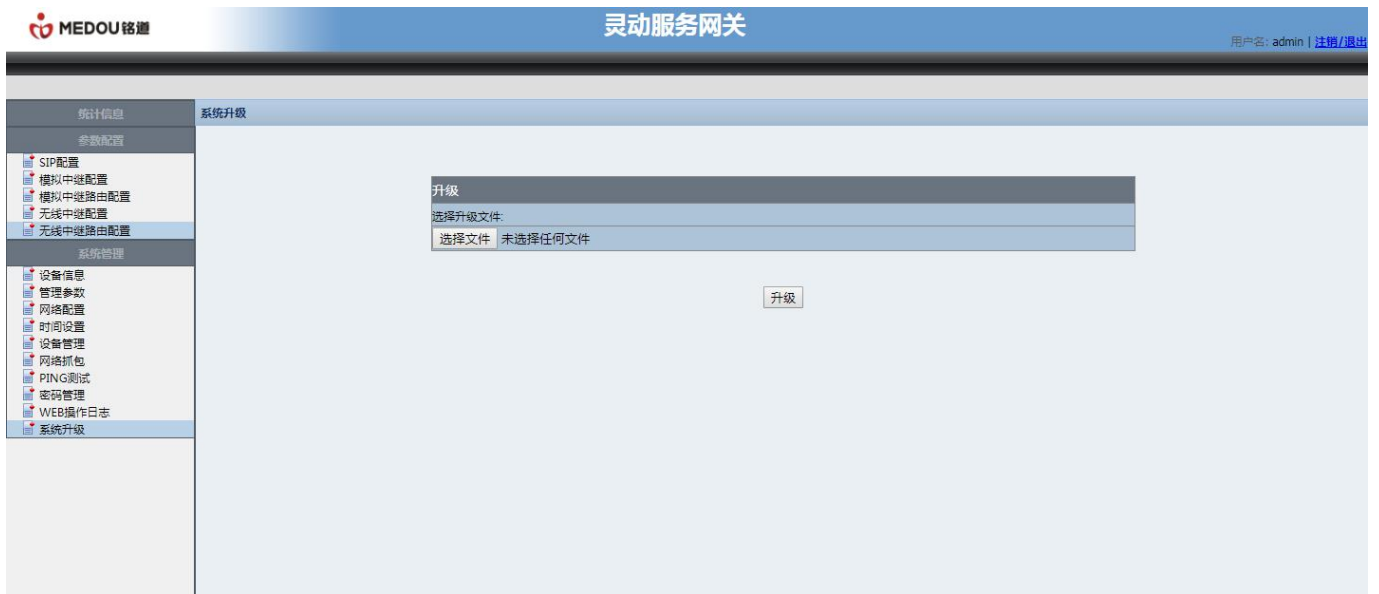 MEDOU铭道
灵动服务网关
用户名: admin | 注销/退出
统计信息
参数配置
SIP配置
模拟中继配置
模拟中继路由配置
无线中继配置
无线中继路由配置
系统管理
设备信息
管理参数
网络配置
时间设置
设备管理
网络抓包
PING测试
密码管理
WEB操作日志
系统升级
系统升级
升级
选择升级文件:
选择文件 未选择任何文件
升级